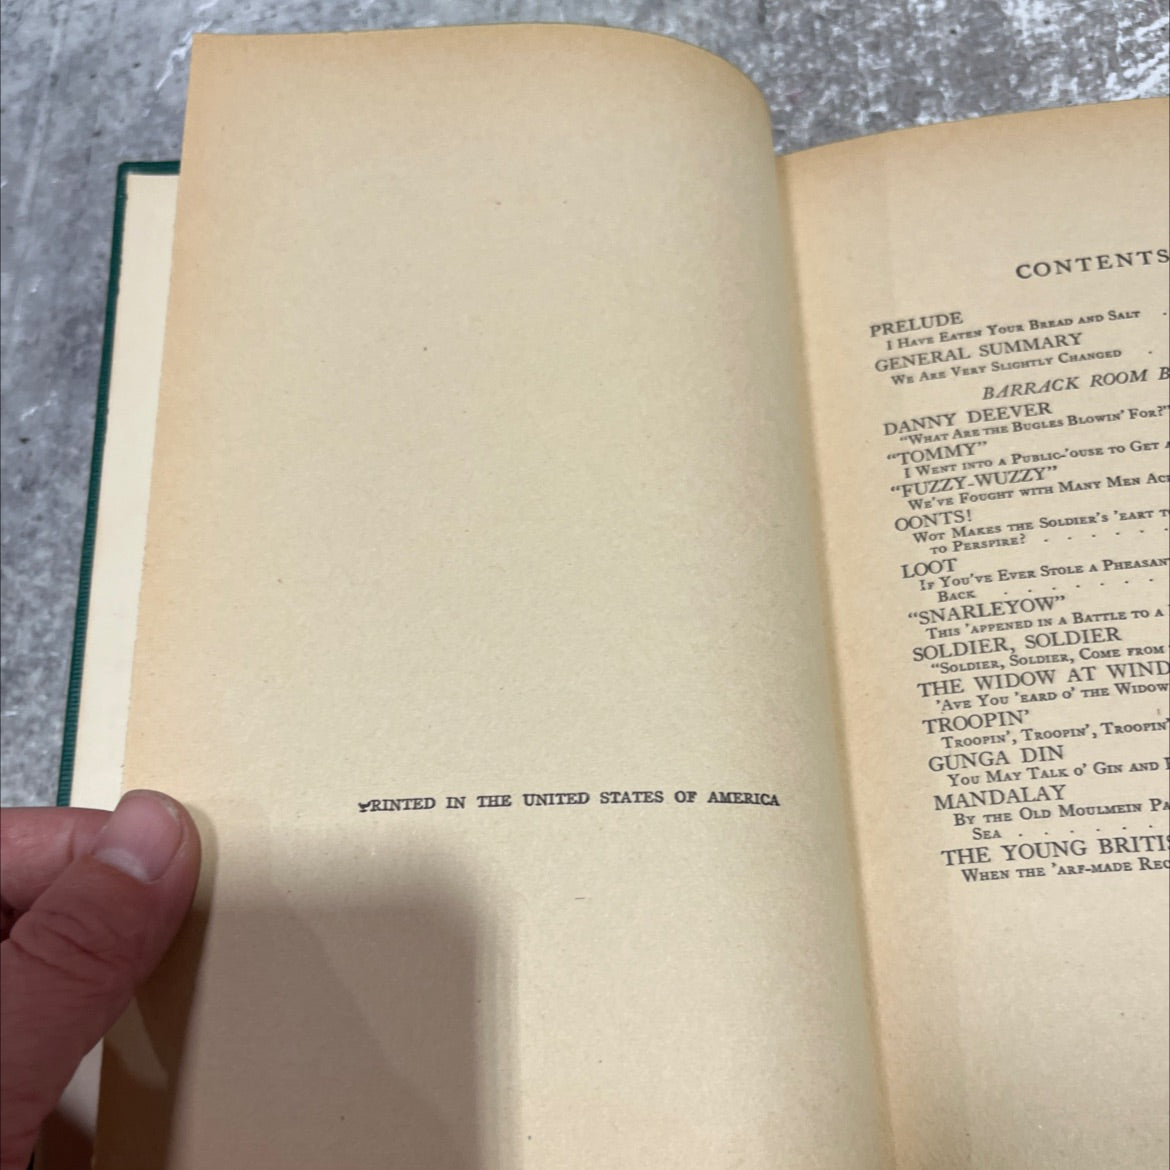 PRINTED IN THE UNITED STATES OF AMERICA
CONTENTS
PRELUDE
I Have Eaten Your Bread and Salt .
GENERAL SUMMARY
We Are Very Slightly Changed .
BARRACK ROOM B
DANNY DEEVER
"What Are the Bugles Blowin' For?"
"TOMMY"
I Went into a Public-'ouse to Get
"FUZZY-WUZZY"
We've Fought with Many Men
OONTS!
Wot Makes the Soldier's 'eart
to Perspire? . . . . . .
LOOT
If You've Ever Stole a Pheasan
Back . . . . . . .
"SNARLEYOW"
This 'appened in a Battle to a
SOLDIER, SOLDIER
"Soldier, Soldier, Come from
THE WIDOW AT WIND
'Ave You 'eard o' the Widow
TROOPIN'
Troopin', Troopin', Troopin'
GUNGA DIN
You May Talk o' Gin and
MANDALAY
By the Old Moulmein Pa
Sea . . . . . .
THE YOUNG BRITI
When the 'arf-made Rec